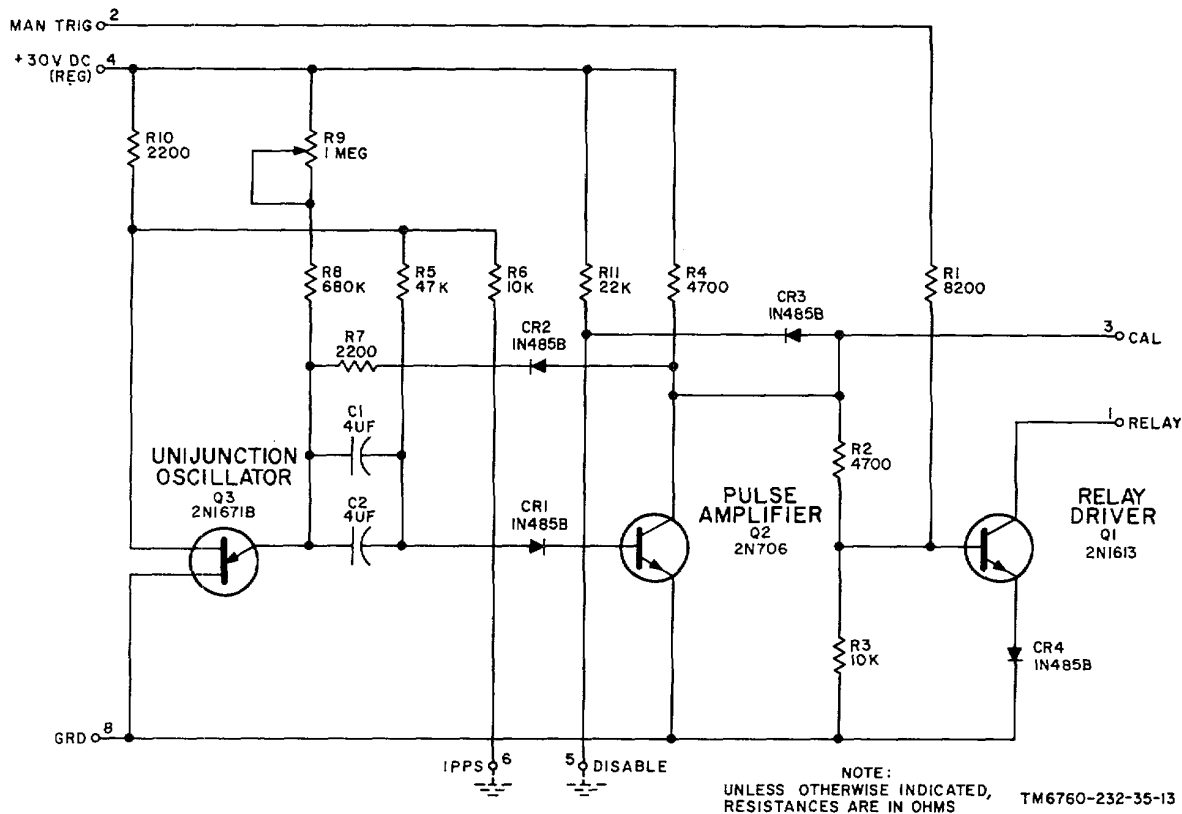 MAN TRIG 2
+30V DC 4
(REG)
R10
2200
R9
1 MEG
R8
680K
R5
47K
R6
10K
R11
22K
R4
4700
R1
8200
CR3
1N485B
3 CAL
CR2
1N485B
R7
2200
1 RELAY
C1
4UF
R2
4700
UNIJUNCTION
OSCILLATOR
Q3
2N1671B
C2
4UF
CR1
1N485B
PULSE
AMPLIFIER
Q2
2N706
RELAY
DRIVER
Q1
2N1613
R3
10K
CR4
1N485B
GRD 8
1PPS 6
5 DISABLE
NOTE:
UNLESS OTHERWISE INDICATED,
RESISTANCES ARE IN OHMS
TM6760-232-35-13